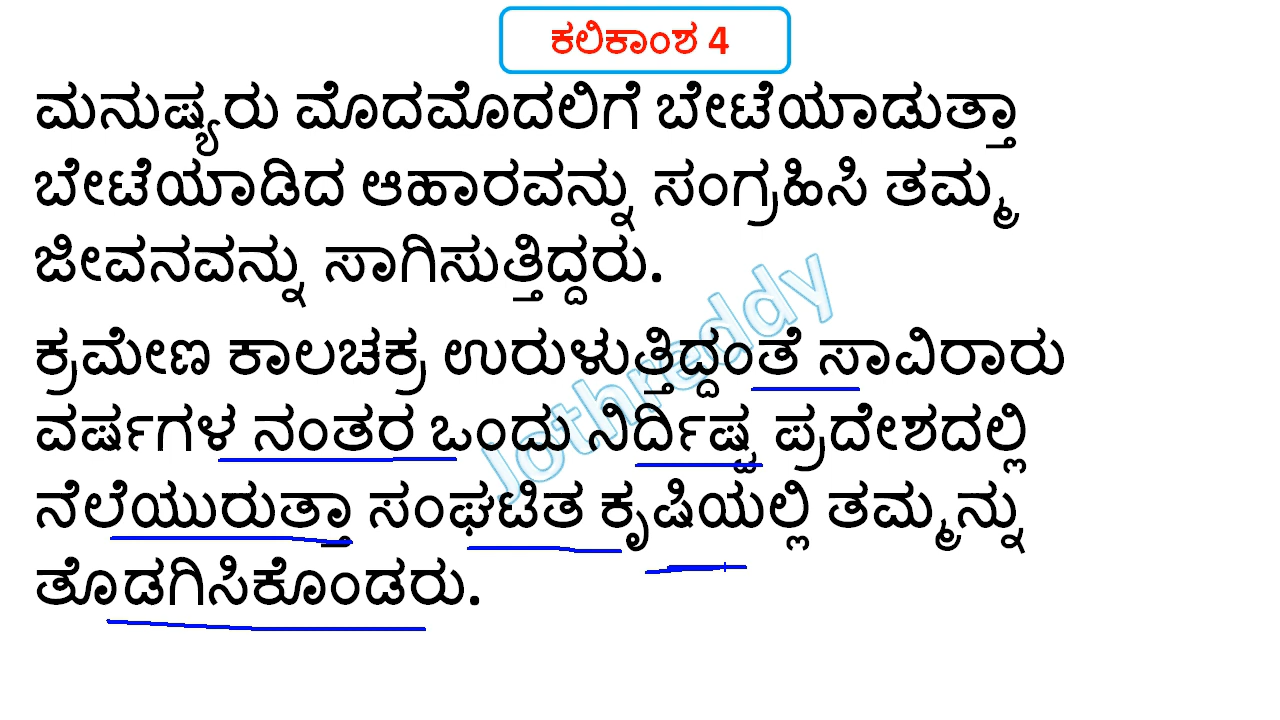 ಕಲಿಕಾಂಶ 4
ಮನುಷ್ಯರು ಮೊದಮೊದಲಿಗೆ ಬೇಟೆಯಾಡುತ್ತಾ
ಬೇಟೆಯಾಡಿದ ಆಹಾರವನ್ನು ಸಂಗ್ರಹಿಸಿ ತಮ್ಮ
ಜೀವನವನ್ನು ಸಾಗಿಸುತ್ತಿದ್ದರು.
ಕ್ರಮೇಣ ಕಾಲಚಕ್ರ ಉರುಳುತ್ತಿದ್ದಂತೆ ಸಾವಿರಾರು
ವರ್ಷಗಳ ನಂತರ ಒಂದು ನಿರ್ದಿಷ್ಟ ಪ್ರದೇಶದಲ್ಲಿ
ನೆಲೆಯುರುತ್ತಾ ಸಂಘಟಿತ ಕೃಷಿಯಲ್ಲಿ ತಮ್ಮನ್ನು
ತೊಡಗಿಸಿಕೊಂಡರು.
Jothreddy